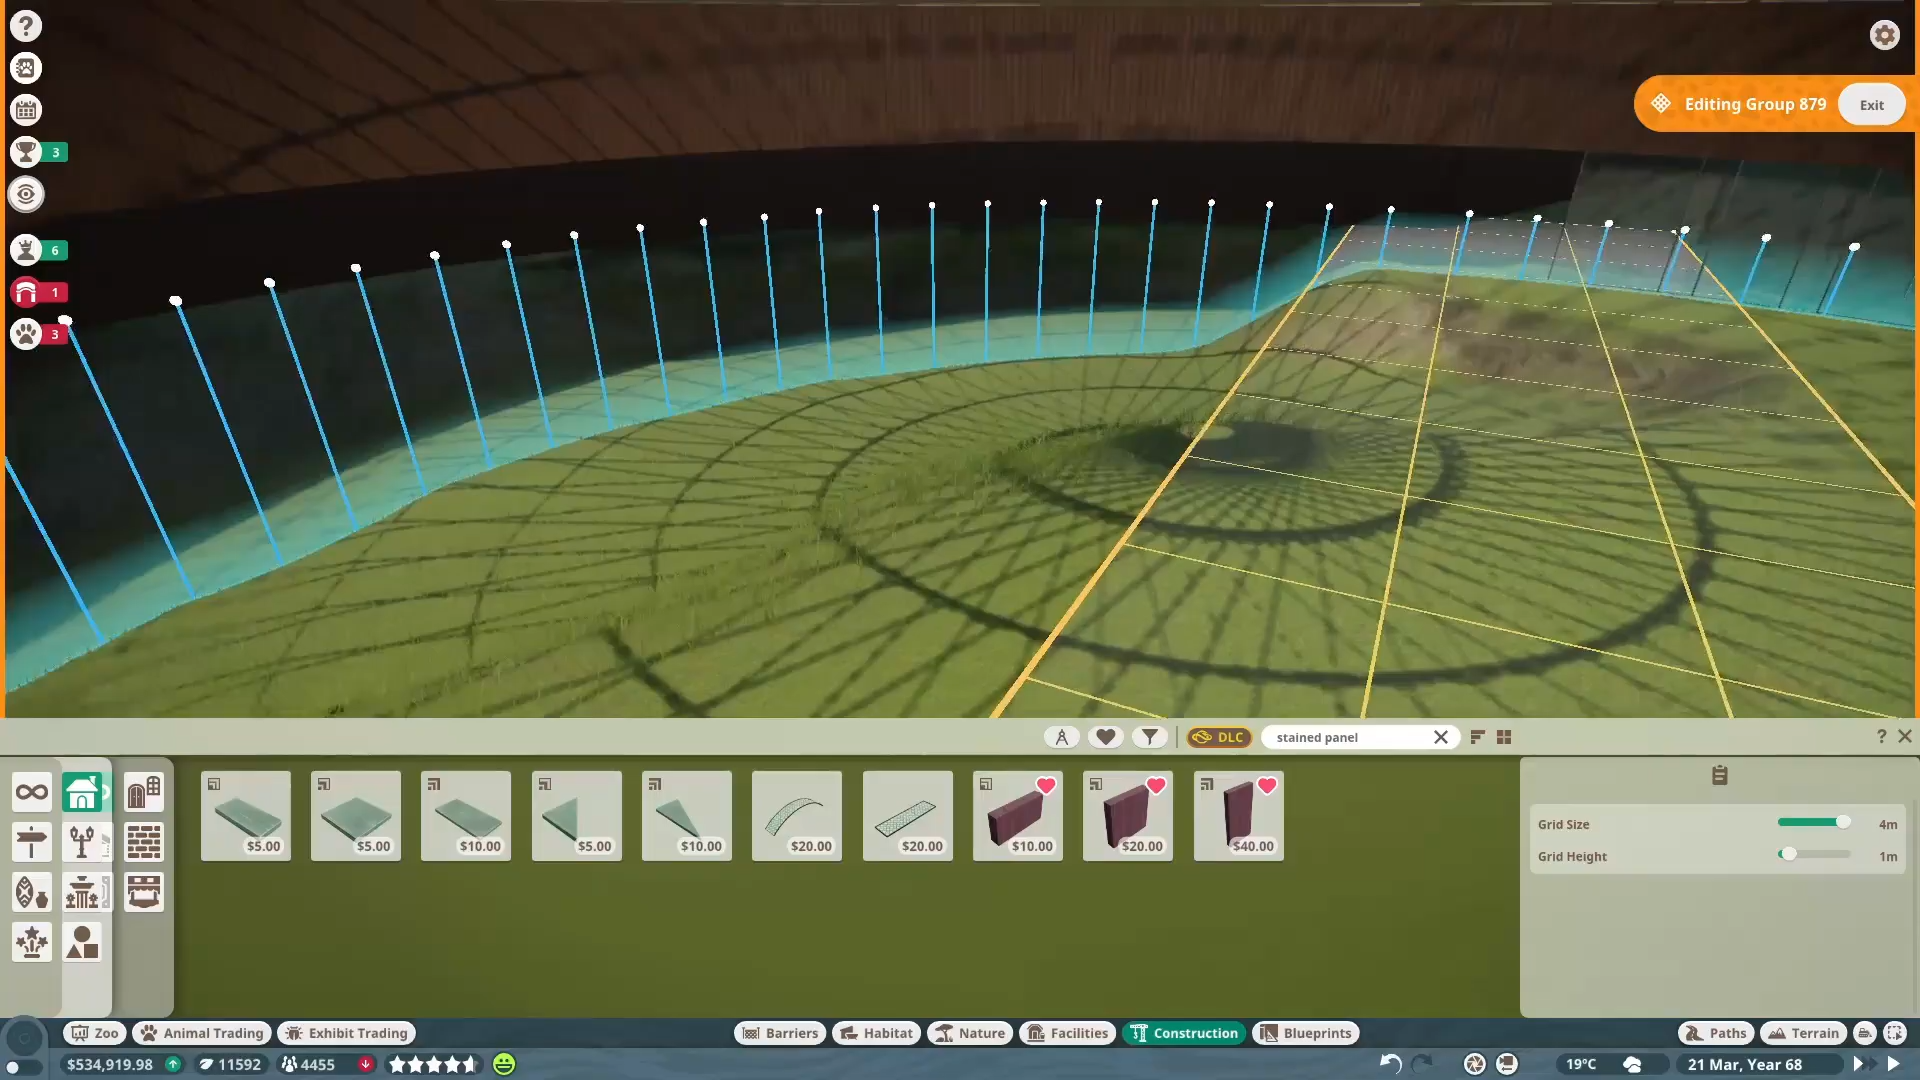 ?
Editing Group 879 Exit
3
6
1
3
DLC stained panel
?
$5.00 $5.00 $10.00 $5.00 $10.00 $20.00 $20.00 $10.00 $20.00 $40.00
Grid Size 4m
Grid Height 1m
Zoo Animal Trading Exhibit Trading Barriers Habitat Nature Facilities Construction Blueprints Paths Terrain
$534,919.98 11592 4455 19°C 21 Mar, Year 68